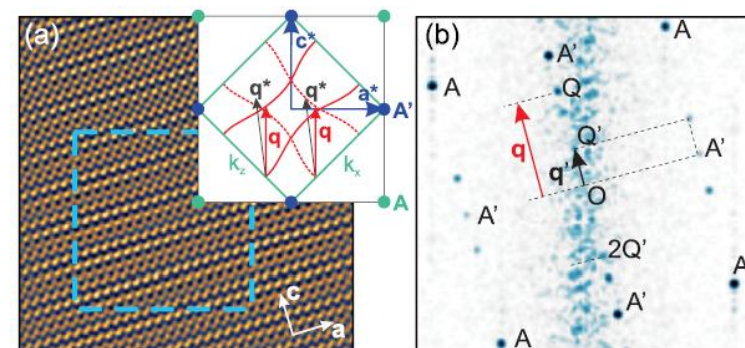 (a)
c*
q* q*
a* A'
q q
k_z k_x
A
c
a
(b)
A
A' A
Q
Q'
q q' A'
O
A'
2Q'
A
A'
A